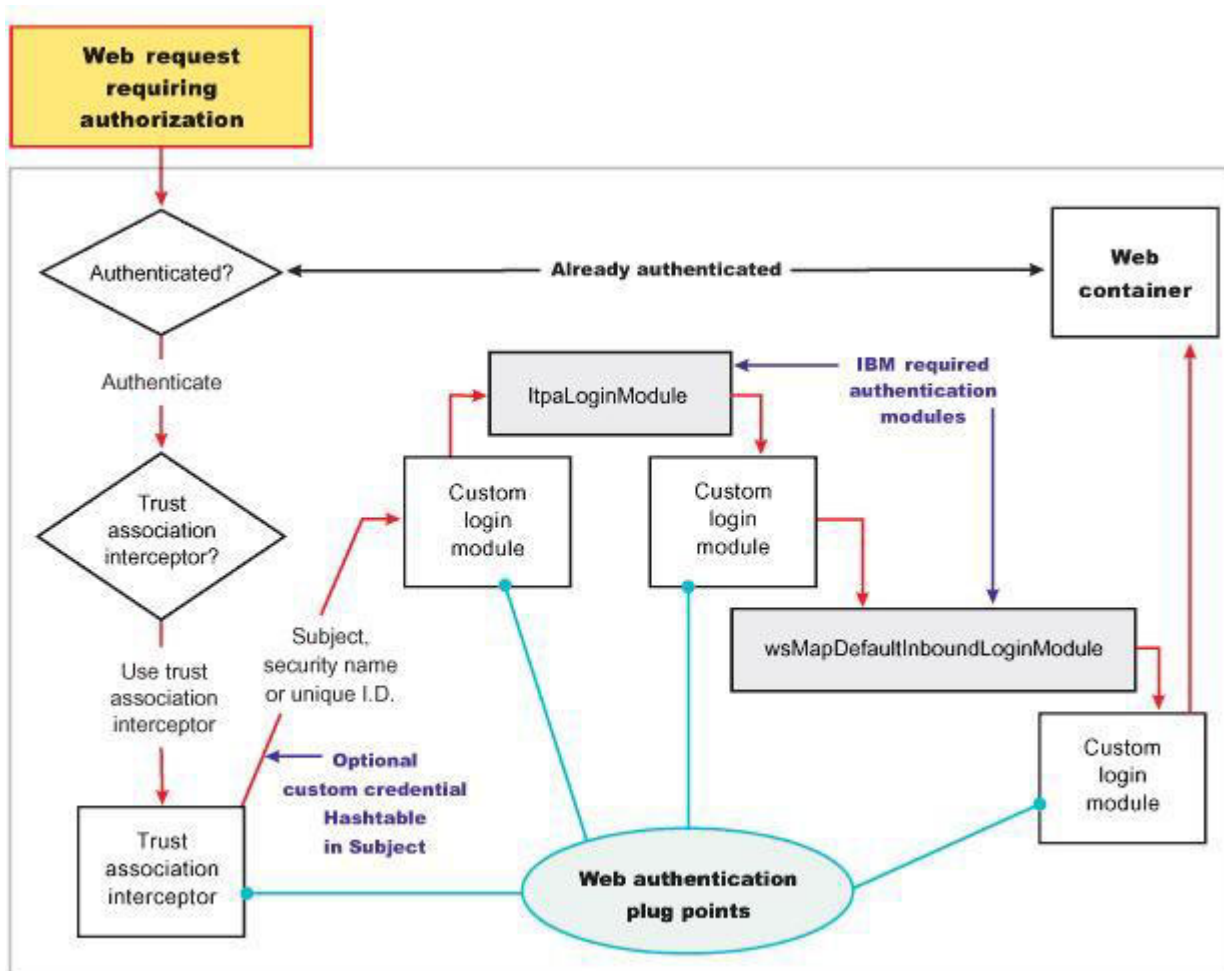 Web request
requiring
authorization
Authenticated?
Already authenticated
Web
container
Authenticate
ltpaLoginModule
IBM required
authentication
modules
Trust
association
interceptor?
Custom
login
module
Custom
login
module
Use trust
association
interceptor
Subject,
security name
or unique I.D.
wsMapDefaultInboundLoginModule
Optional
custom credential
Hashtable
in Subject
Custom
login
module
Trust
association
interceptor
Web authentication
plug points